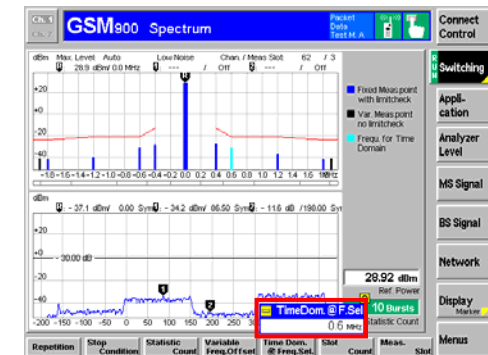 Ch. 1
Ch. 2
GSM900 Spectrum
Packet
Data
Test M. A
Connect
Control
dBm Max. Level Auto Low Noise Chan. / Meas Slot 62 / 3
28.9 dBm/ 0.0 MHz --- / Off --- / Off
RUN
Switching
+20
+0
-20
-40
Fixed Meas.point
with limitcheck
Var. Meas.point
no limitcheck
Frequ. for Time
Domain
Appli-
cation
Analyzer
Level
-1.8 -1.6 -1.4 -1.2 -1.0 -0.8 -0.6 -0.4 -0.2 0.0 0.2 0.4 0.6 0.8 1.0 1.2 1.4 1.6 MHz
MS Signal
dBm
- 37.1 dBm/ 0.00 Sym - 34.2 dBm/ 86.50 Sym - 11.6 dB /198.00 Sym
BS Signal
+20
+0
- 30.00 dB
-20
-40
Network
28.92 dBm
Ref. Power
TimeDom. @F.Sel
0.6 MHz
10 Bursts
Statistic Count
Display
Marker
-200 -150 -100 -50 0 50 100 150 200
Repetition
Stop
Condition
Statistic
Count
Variable
Freq.Offset
Time Dom.
@ Freq.Sel.
Slot
Count
Meas.
Slot
Menus